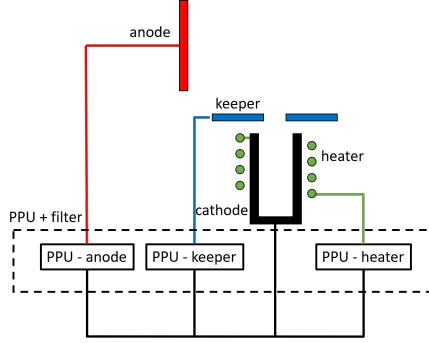 anode
keeper
heater
cathode
PPU + filter
PPU - anode
PPU - keeper
PPU - heater